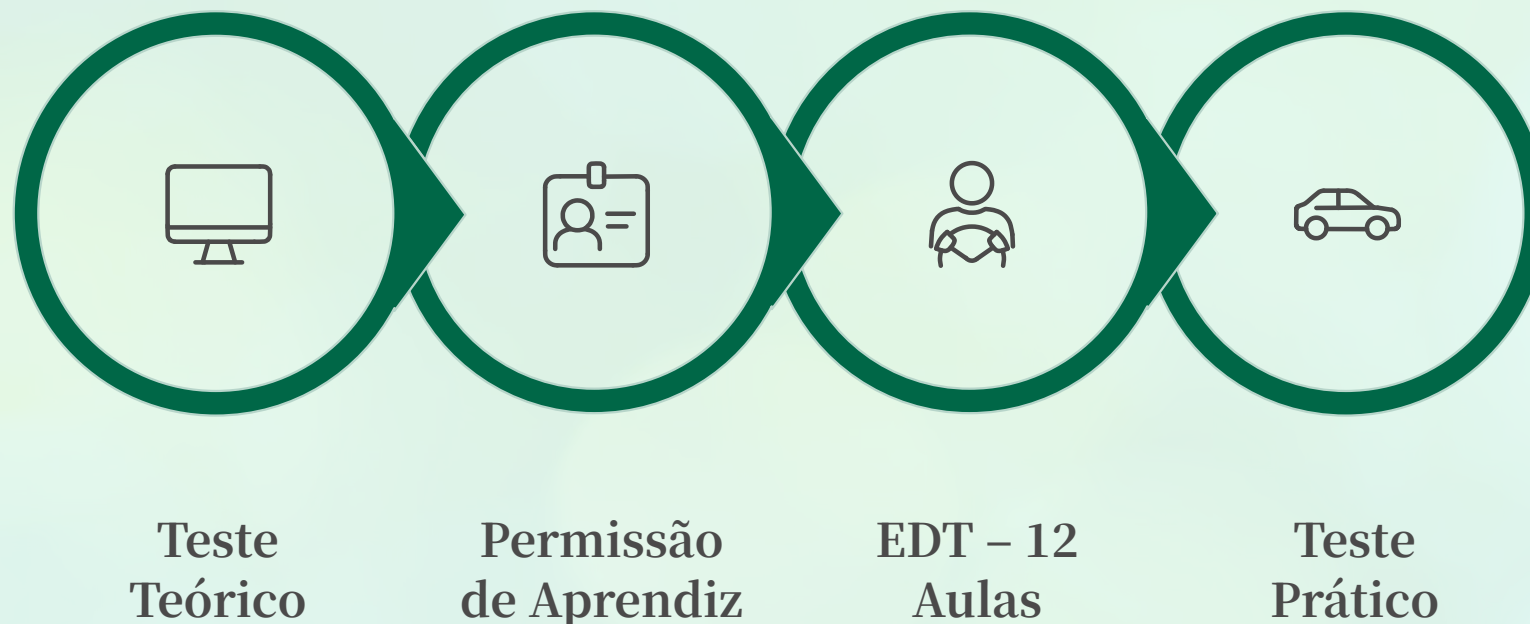 Teste
Teórico
Permissão
de Aprendiz
EDT – 12
Aulas
Teste
Prático